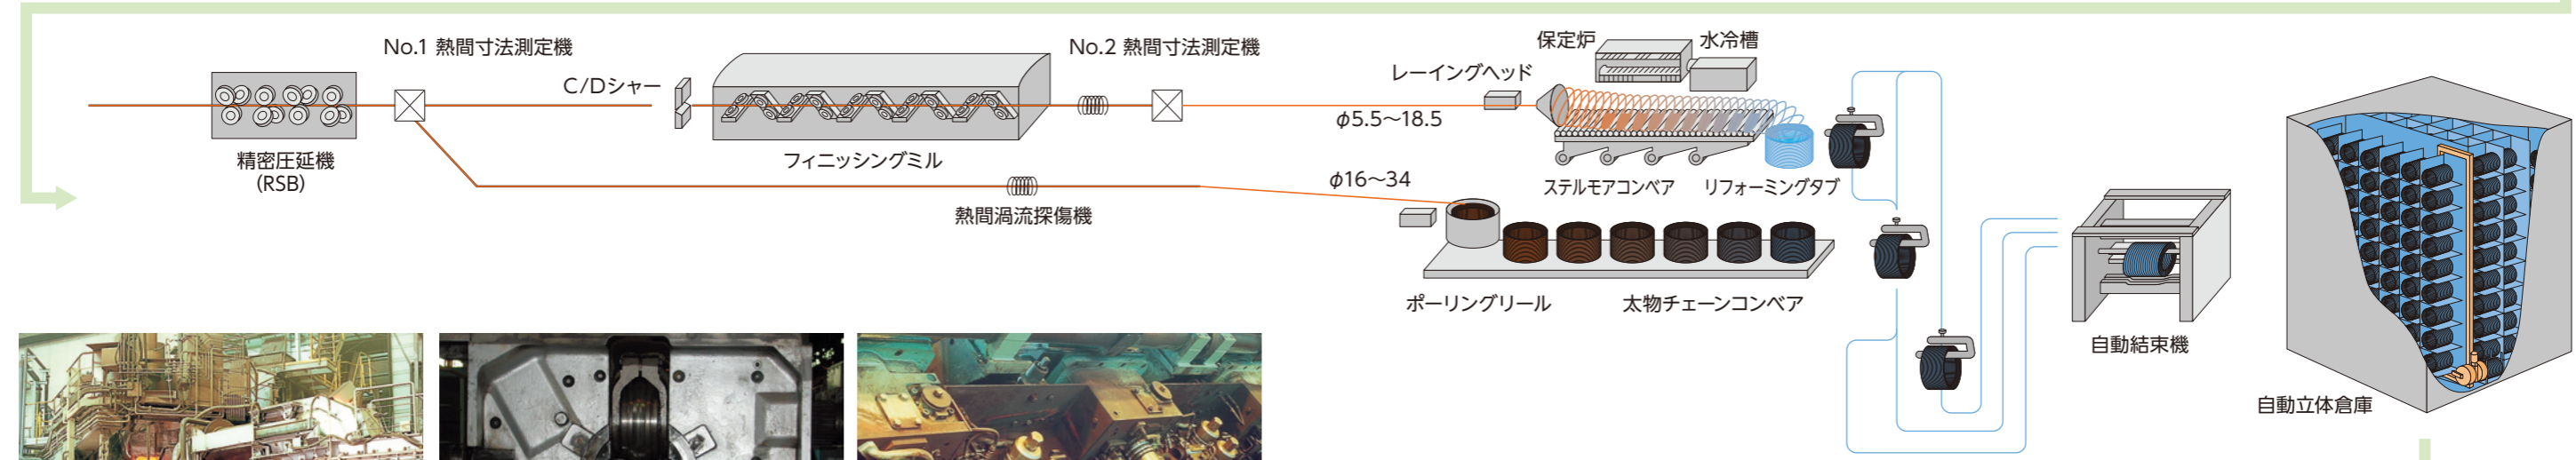 No.1 熱間寸法測定機
No.2 熱間寸法測定機
保定炉
水冷槽
C/Dシャー
レーイングヘッド
φ5.5〜18.5
精密圧延機
(RSB)
フィニッシングミル
φ16〜34
ステルモアコンベア
リフォーミングタブ
熱間渦流探傷機
ポーリングリール
太物チェーンコンベア
自動結束機
自動立体倉庫